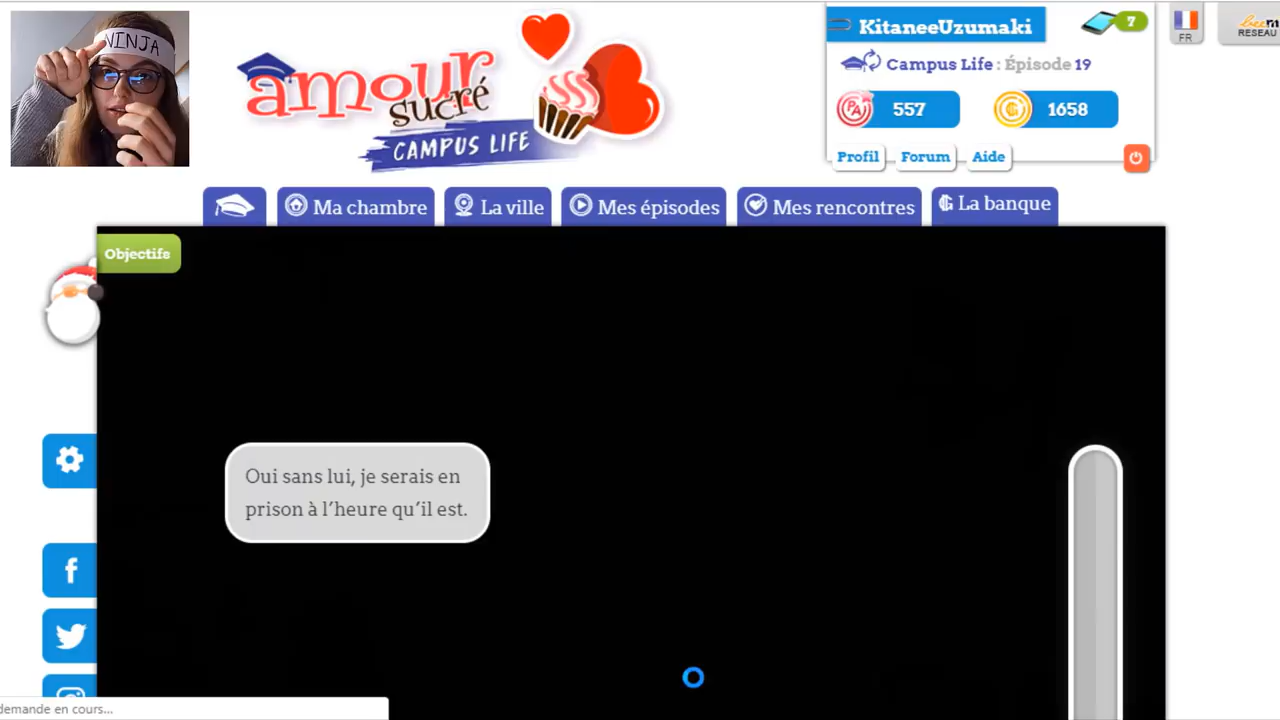 NINJA
amour
sucré
CAMPUS LIFE
KitaneeUzumaki
7
FR
RESEAU
Campus Life : Épisode 19
PA
557
1658
Profil
Forum
Aide
Ma chambre
La ville
Mes épisodes
Mes rencontres
La banque
Objectifs
Oui sans lui, je serais en
prison à l’heure qu’il est.
demande en cours...